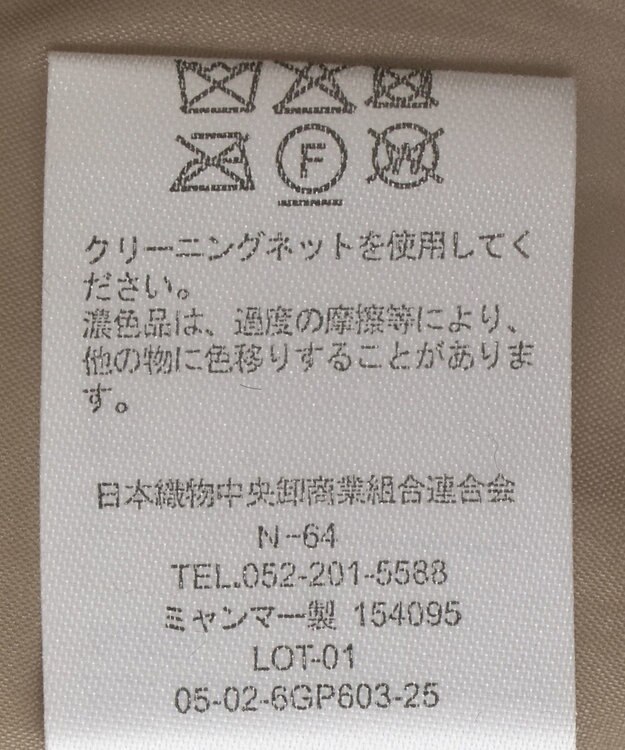 F
W
クリーニングネットを使用してく
ださい。
濃色品は、過度の摩擦等により、
他の物に色移りすることがありま
す。
日本織物中央卸商業組合連合会
N-64
TEL.052-201-5588
ミャンマー製 154095
LOT-01
05-02-6GP603-25